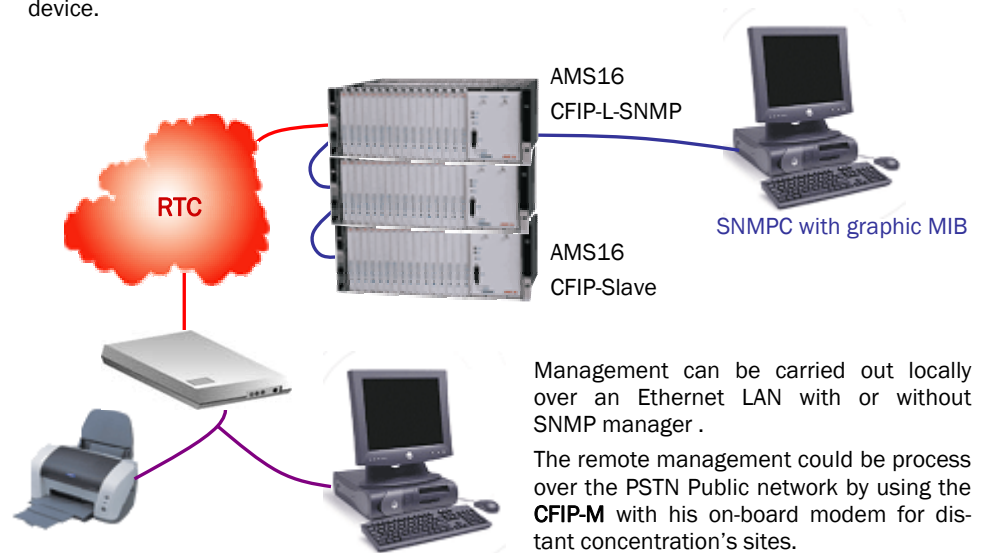 device.
AMS16
CFIP-L-SNMP
RTC
SNMPC with graphic MIB
AMS16
CFIP-Slave
Management can be carried out locally
over an Ethernet LAN with or without
SNMP manager .
The remote management could be process
over the PSTN Public network by using the
CFIP-M with his on-board modem for dis-
tant concentration's sites.